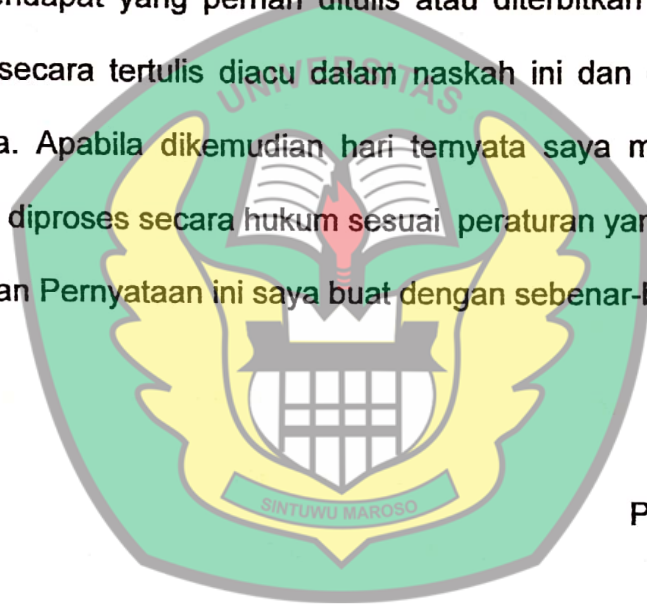 ndapat yang pernah ditulis atau diterbitkan
secara tertulis diacu dalam naskah ini dan
a. Apabila dikemudian hari ternyata saya m
diproses secara hukum sesuai peraturan yan
an Pernyataan ini saya buat dengan sebenar-b
P
UNIVERSITAS
SINTUWU MAROSO